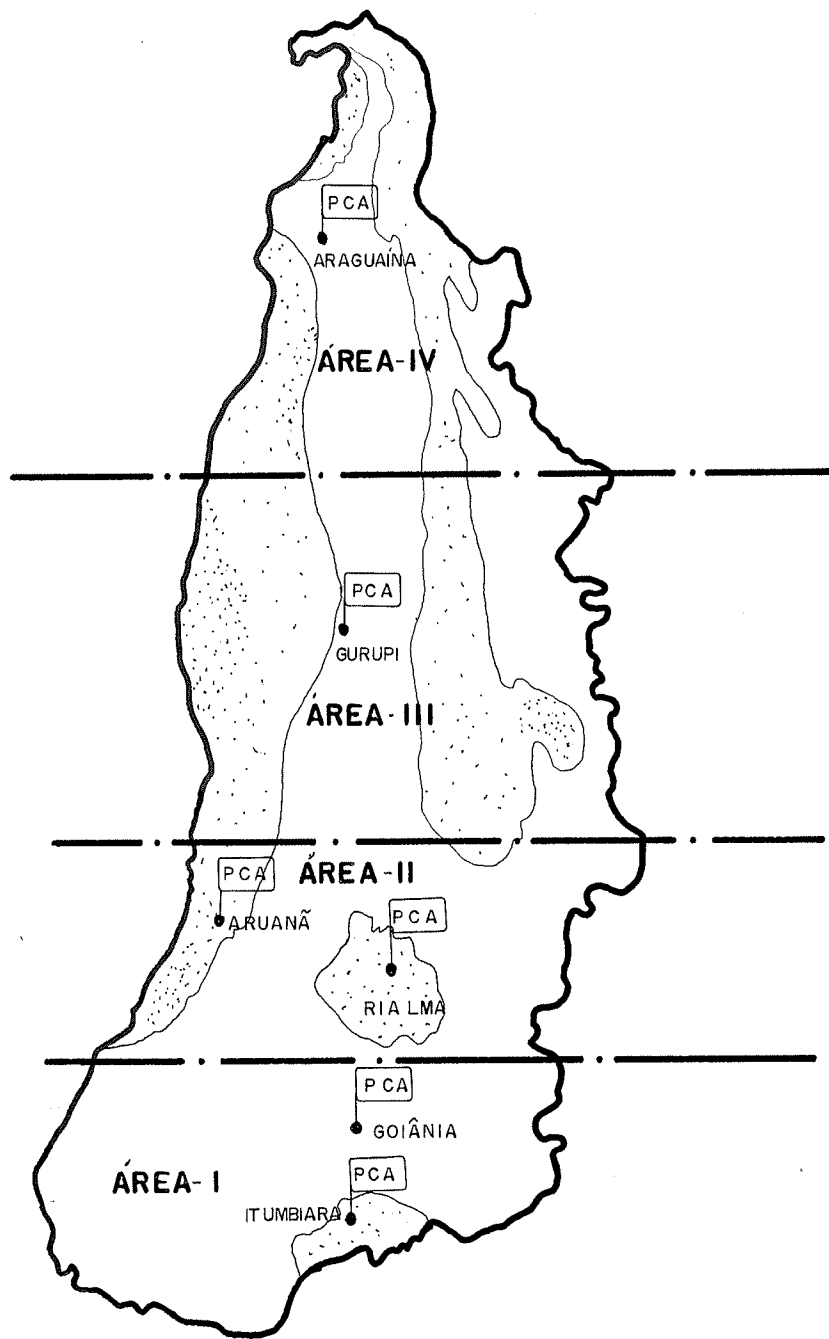 PCA
ARAGUAÍNA
ÁREA-IV
PCA
GURUPI
ÁREA-III
ÁREA-II
PCA
ARUANÃ
PCA
RIALMA
PCA
GOIÂNIA
ÁREA-I
PCA
ITUMBIARA